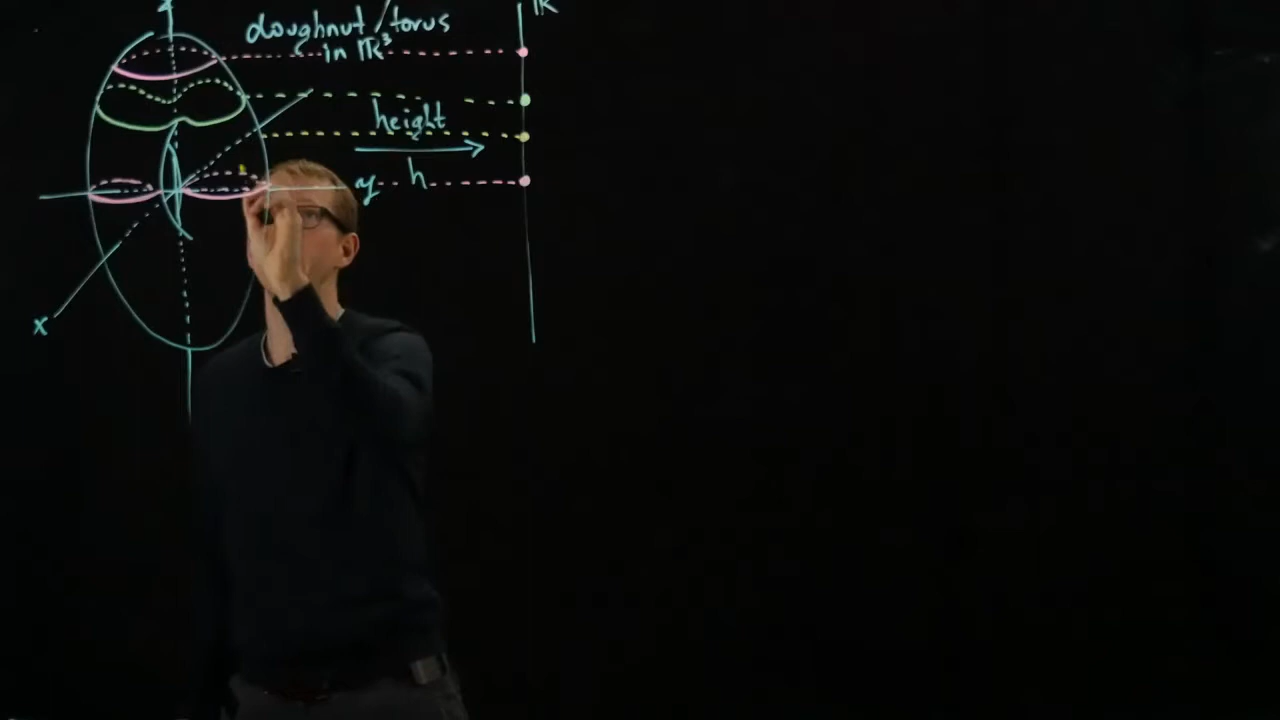 z
ℝ
doughnut / torus
in ℝ³
height
h
y
x